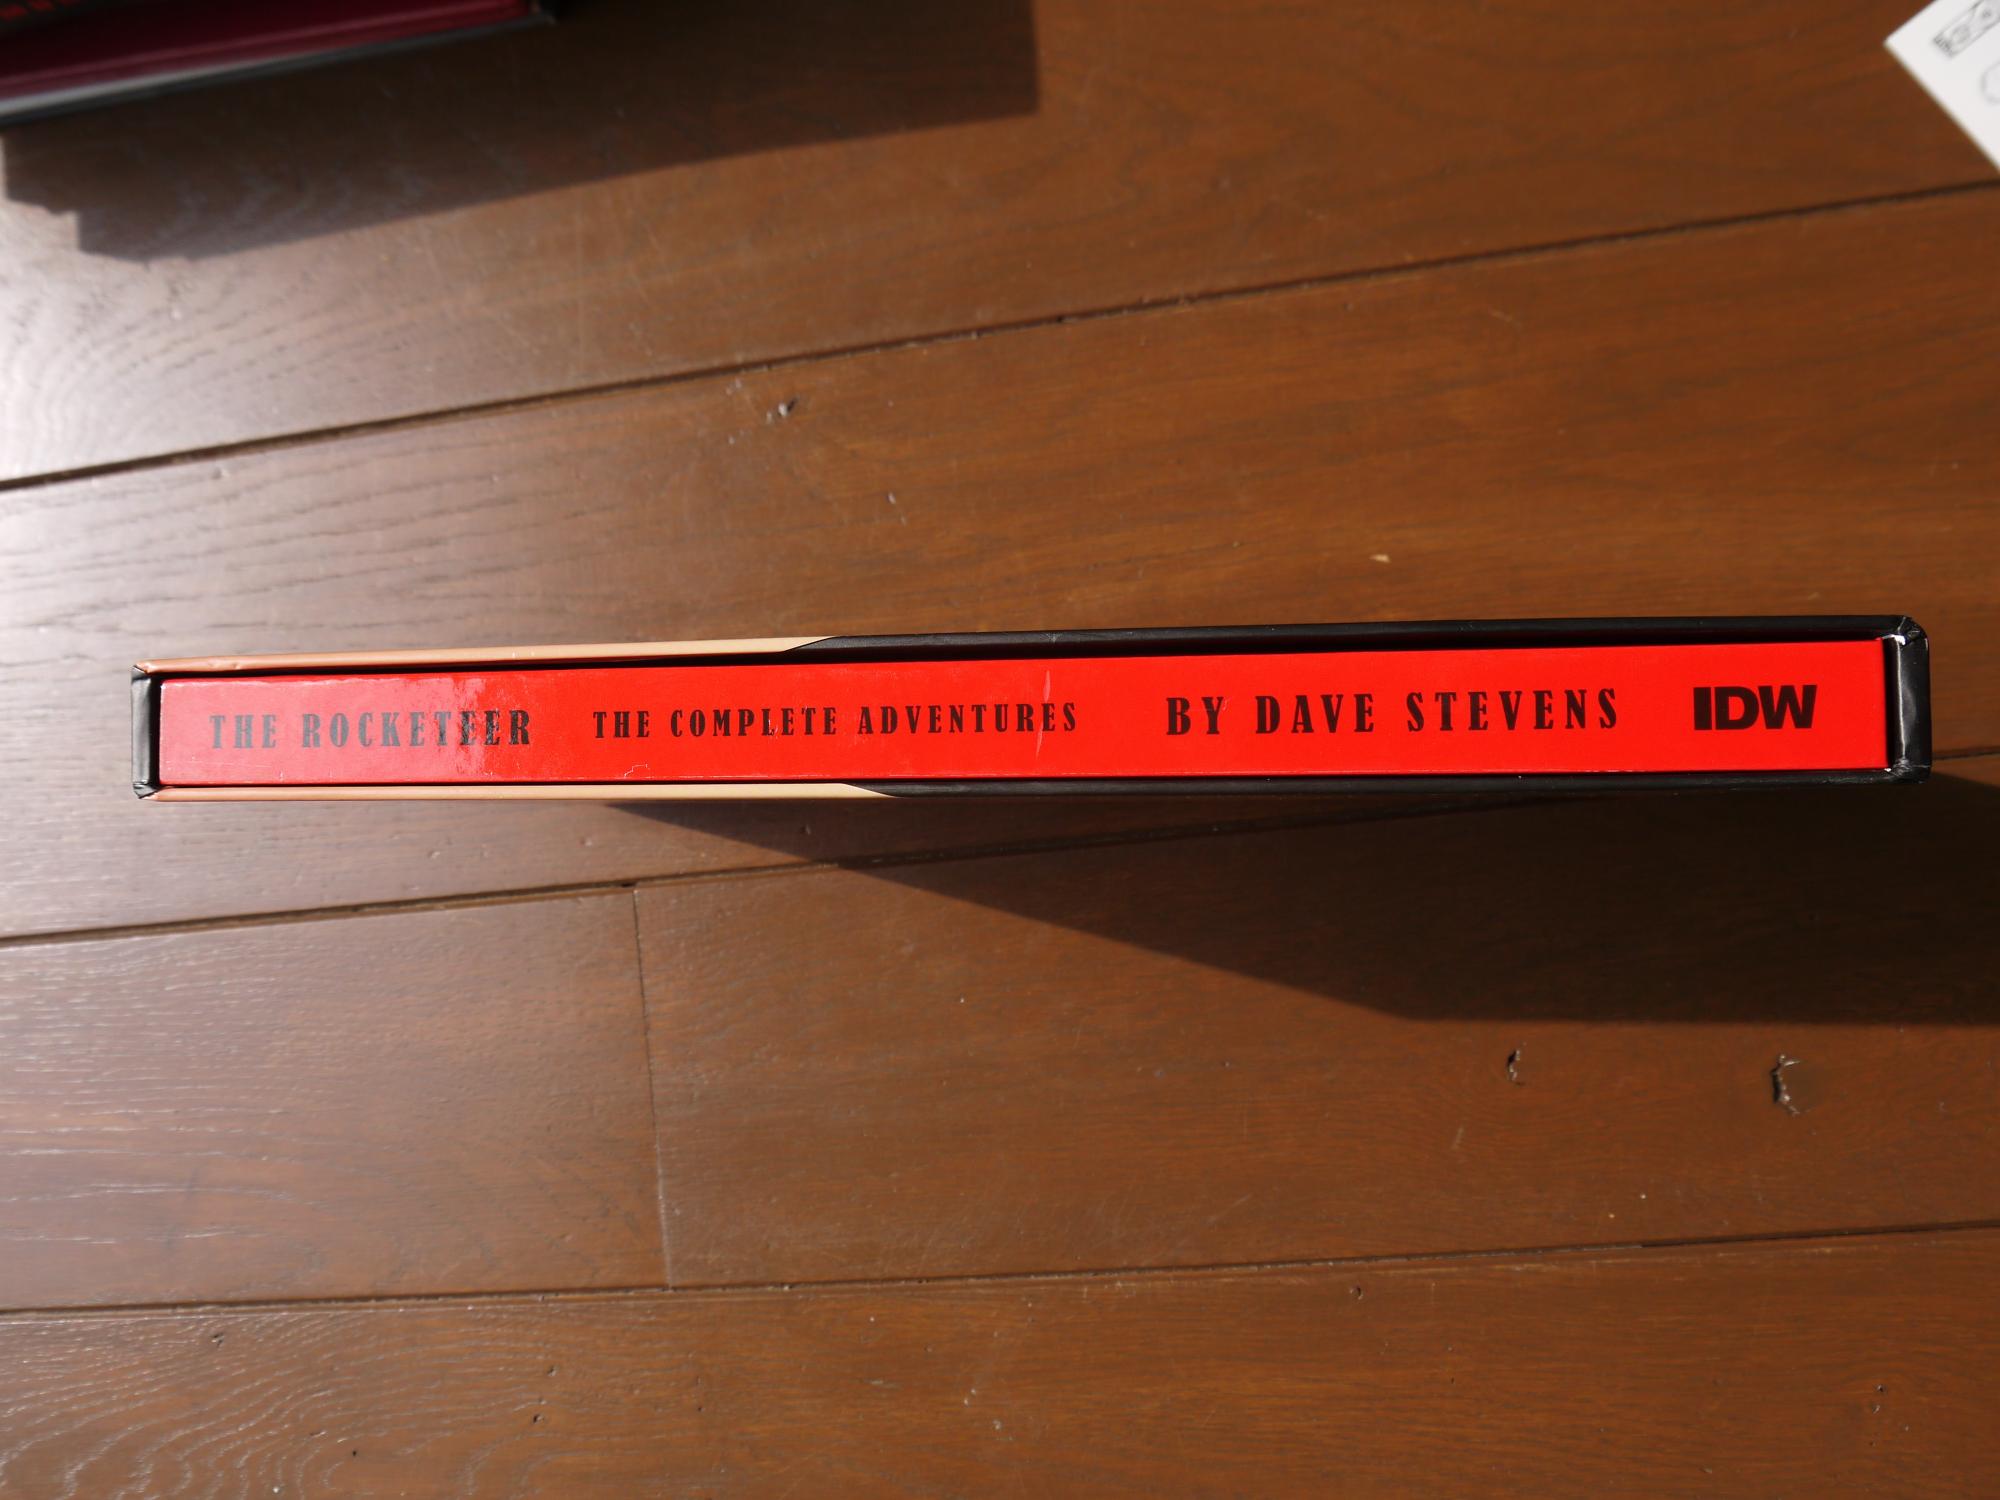 THE ROCKETEER THE COMPLETE ADVENTURES BY DAVE STEVENS IDW